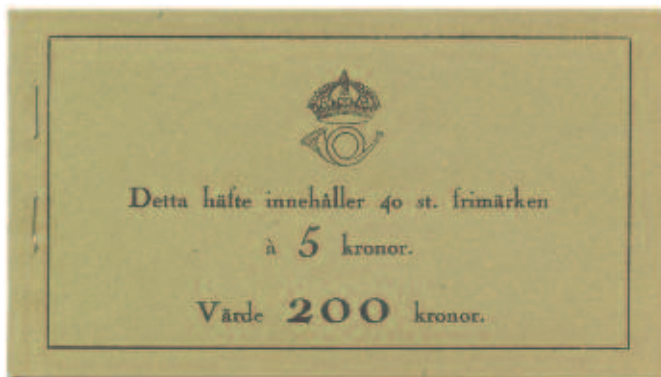 Detta häfte innehåller 40 st. frimärken
à 5 kronor.
Värde 200 kronor.